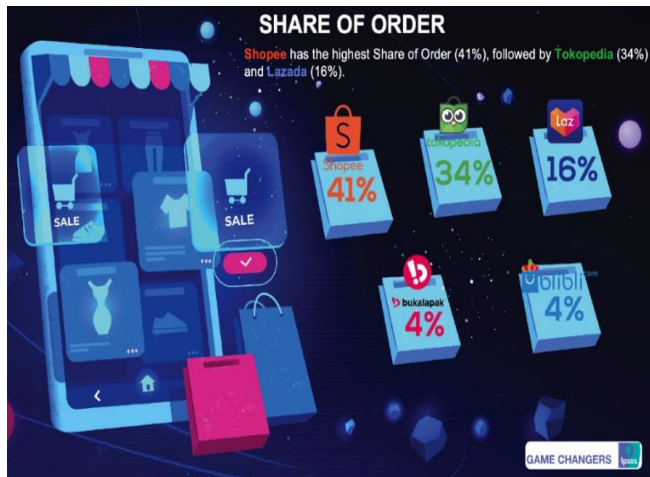 SHARE OF ORDER
Shopee has the highest Share of Order (41%), followed by Tokopedia (34%)
and Lazada (16%).
SALE
SALE
S
Shopee
41%
tokopedia
34%
Laz
16%
bukalapak
4%
blibli.com
4%
GAME CHANGERS
Ipsos